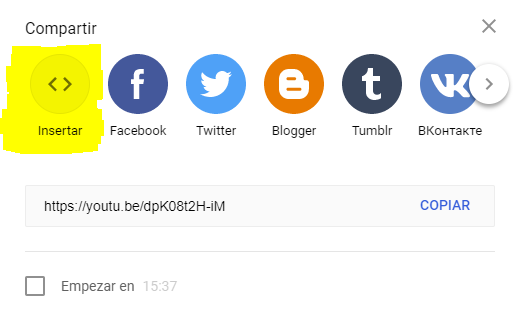 Compartir
Insertar Facebook Twitter Blogger Tumblr ВКонтакте
https://youtu.be/dpK08t2H-iM COPIAR
Empezar en 15:37